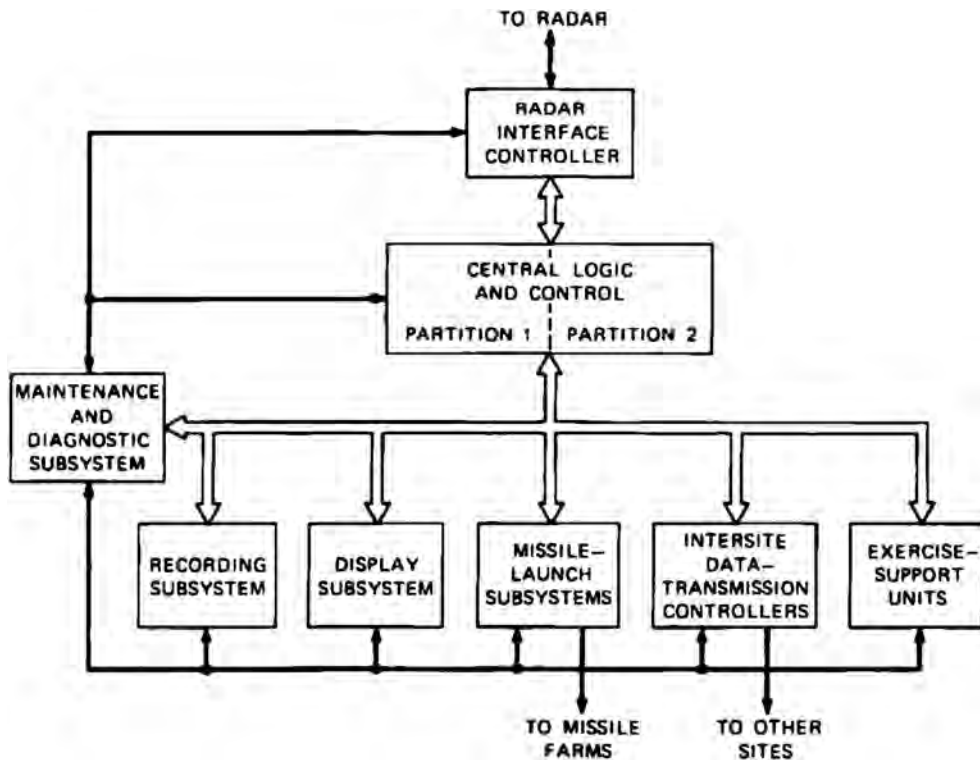 TO RADAR
RADAR
INTERFACE
CONTROLLER
CENTRAL LOGIC
AND CONTROL
PARTITION 1 PARTITION 2
MAINTENANCE
AND
DIAGNOSTIC
SUBSYSTEM
RECORDING
SUBSYSTEM
DISPLAY
SUBSYSTEM
MISSILE–
LAUNCH
SUBSYSTEMS
INTERSITE
DATA–
TRANSMISSION
CONTROLLERS
EXERCISE–
SUPPORT
UNITS
TO MISSILE
FARMS
TO OTHER
SITES